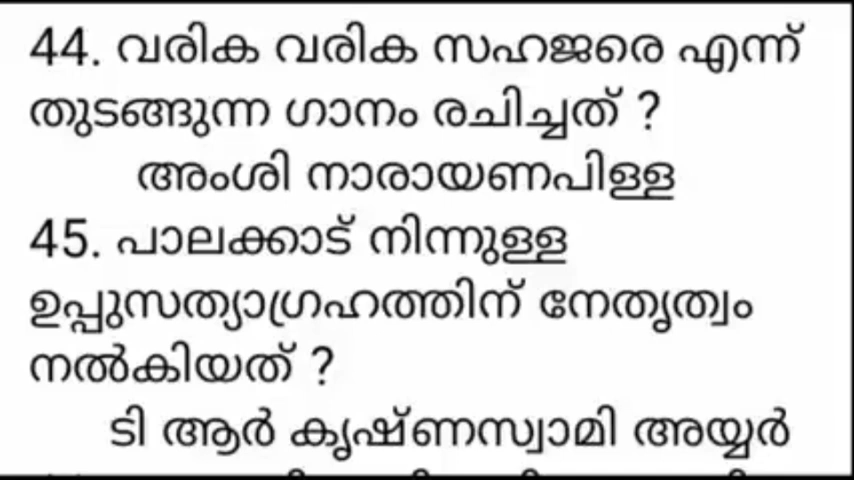 44. വരിക വരിക സഹജരെ എന്ന്
തുടങ്ങുന്ന ഗാനം രചിച്ചത് ?
അംശി നാരായണപിള്ള
45. പാലക്കാട് നിന്നുള്ള
ഉപ്പുസത്യാഗ്രഹത്തിന് നേതൃത്വം
നൽകിയത് ?
ടി ആർ കൃഷ്ണസ്വാമി അയ്യർ